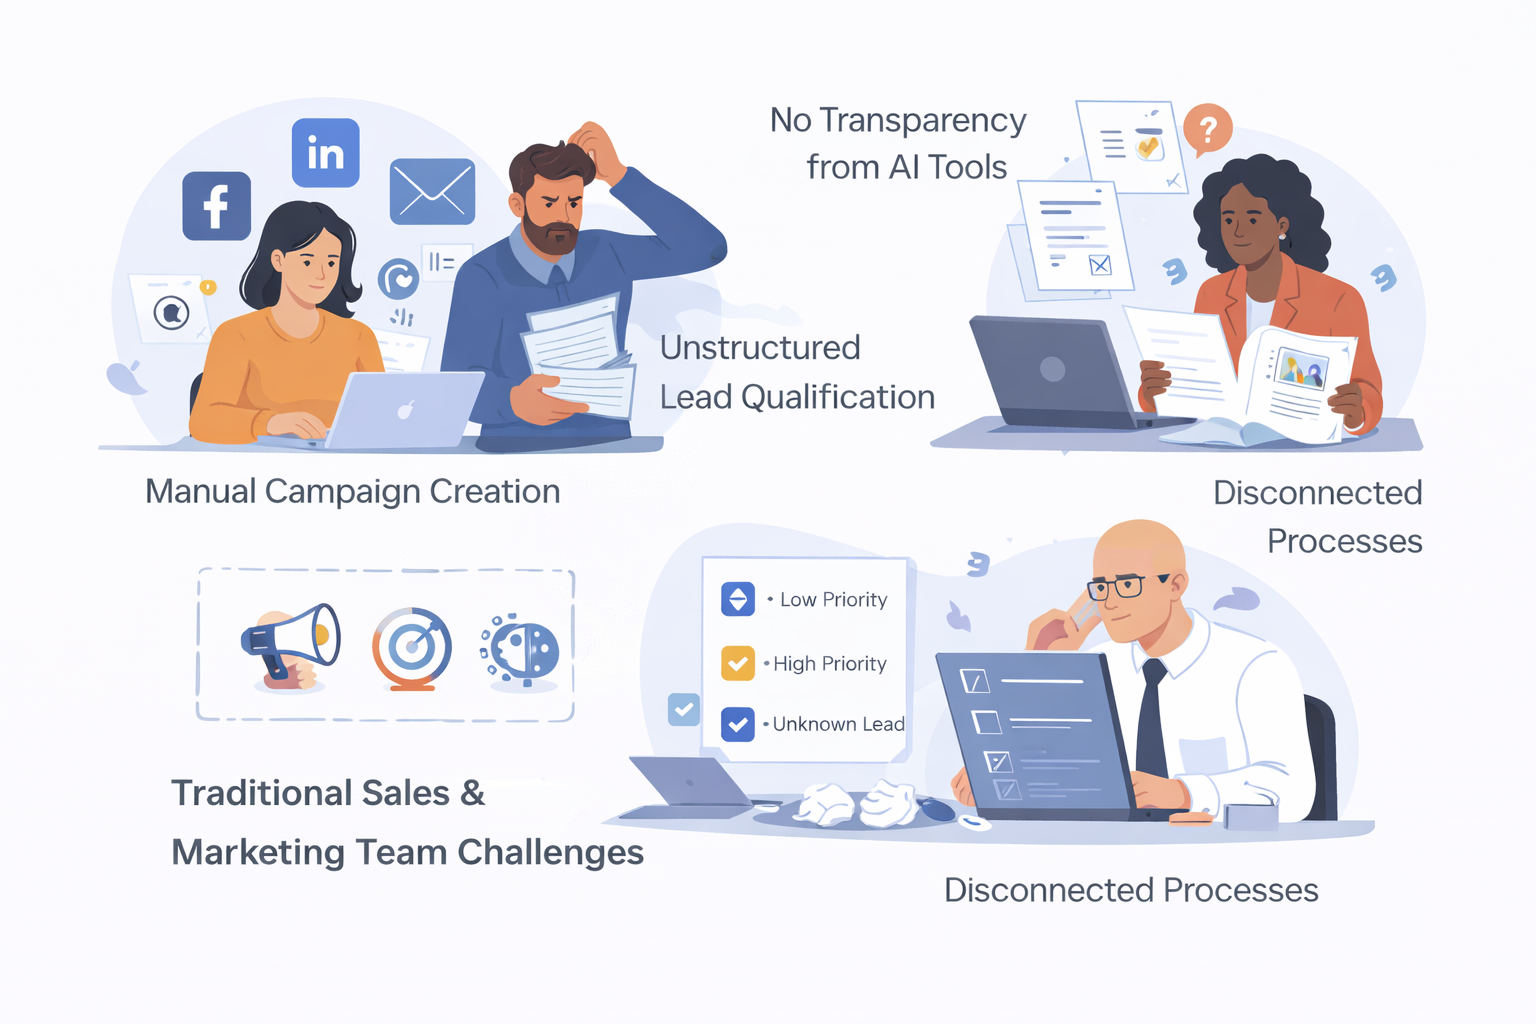 No Transparency
from AI Tools
?
in
f
Unstructured
Lead Qualification
Manual Campaign Creation
Disconnected
Processes
• Low Priority
• High Priority
• Unknown Lead
Traditional Sales &
Marketing Team Challenges
Disconnected Processes